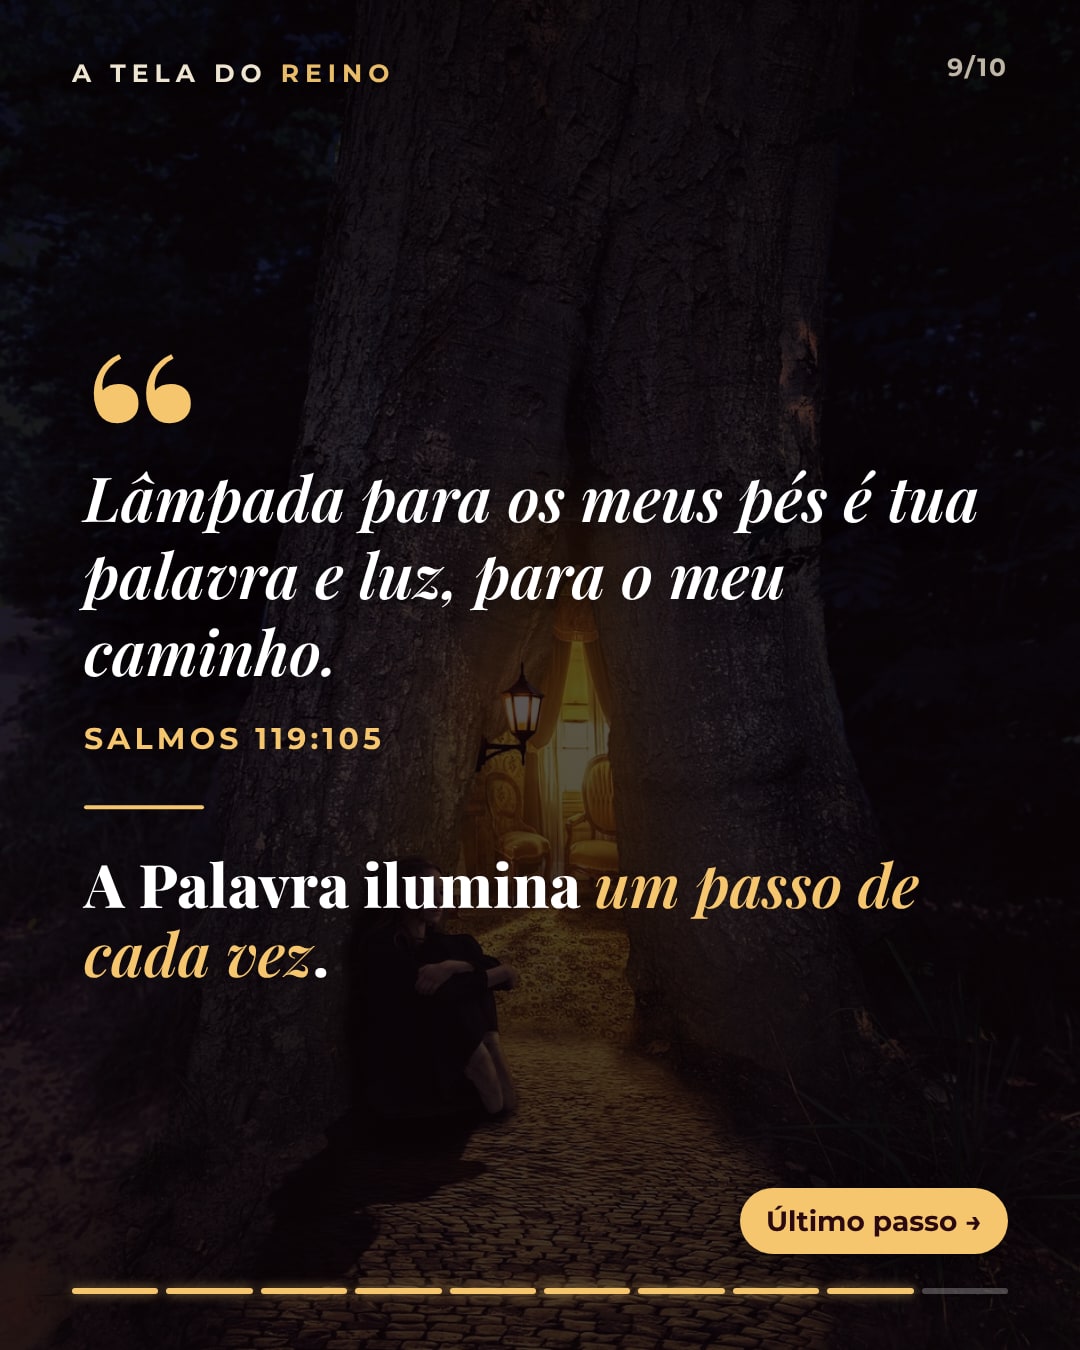 A TELA DO REINO
9/10
“
Lâmpada para os meus pés é tua
palavra e luz, para o meu
caminho.
SALMOS 119:105
A Palavra ilumina um passo de
cada vez.
Último passo →